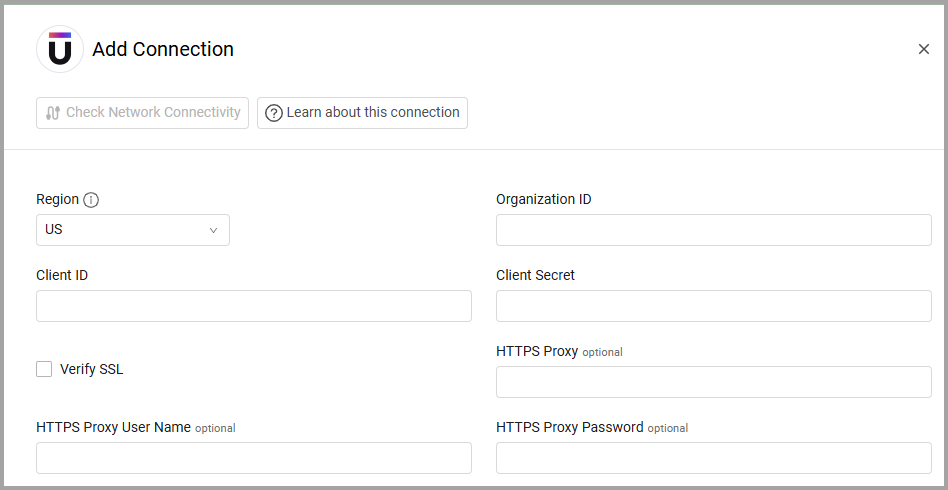 Add Connection
Check Network Connectivity
Learn about this connection
Region
Organization ID
US
Client ID
Client Secret
Verify SSL
HTTPS Proxy optional
HTTPS Proxy User Name optional
HTTPS Proxy Password optional